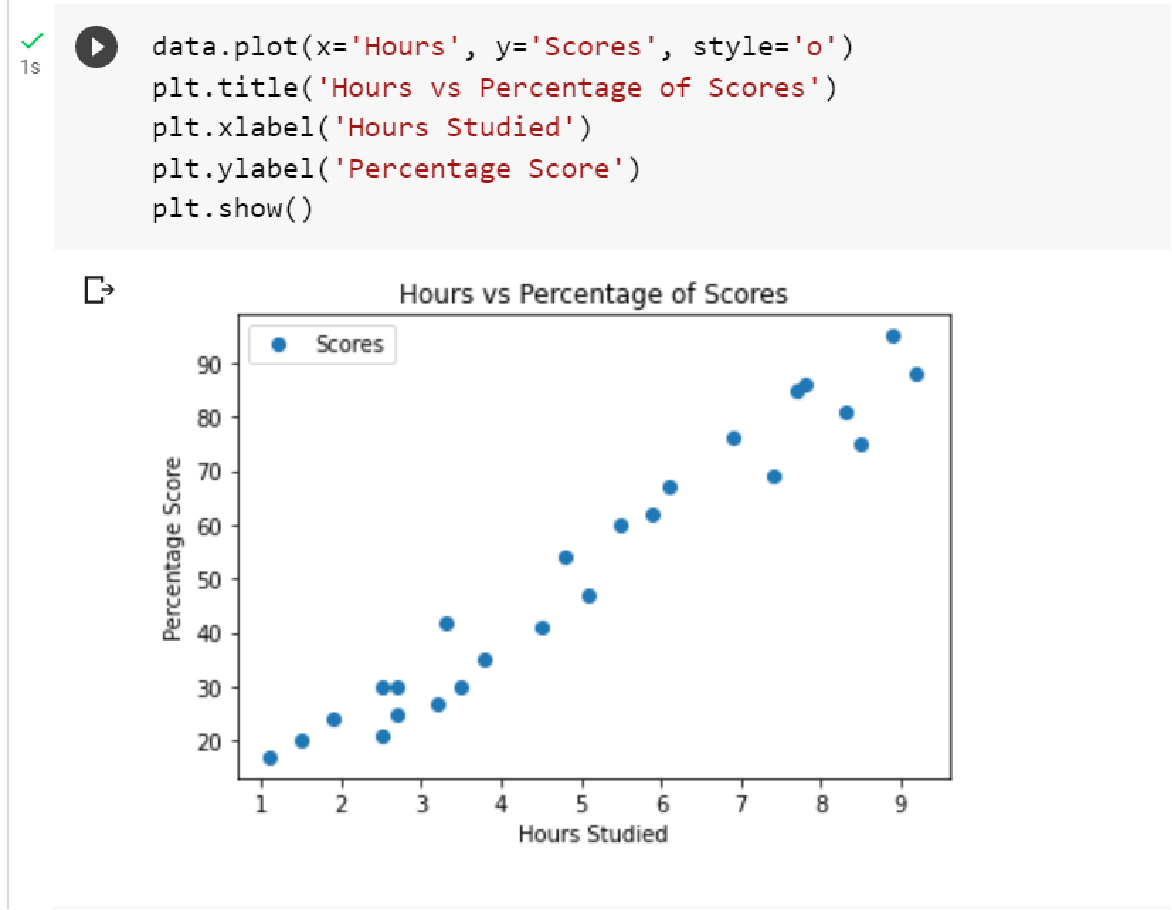 data.plot(x='Hours', y='Scores', style='o')
1s
plt.title('Hours vs Percentage of Scores')
plt.xlabel('Hours Studied')
plt.ylabel('Percentage Score')
plt.show()
Hours vs Percentage of Scores
Scores
90
80
70
60
50
40
30
20
Percentage Score
1 2 3 4 5 6 7 8 9
Hours Studied